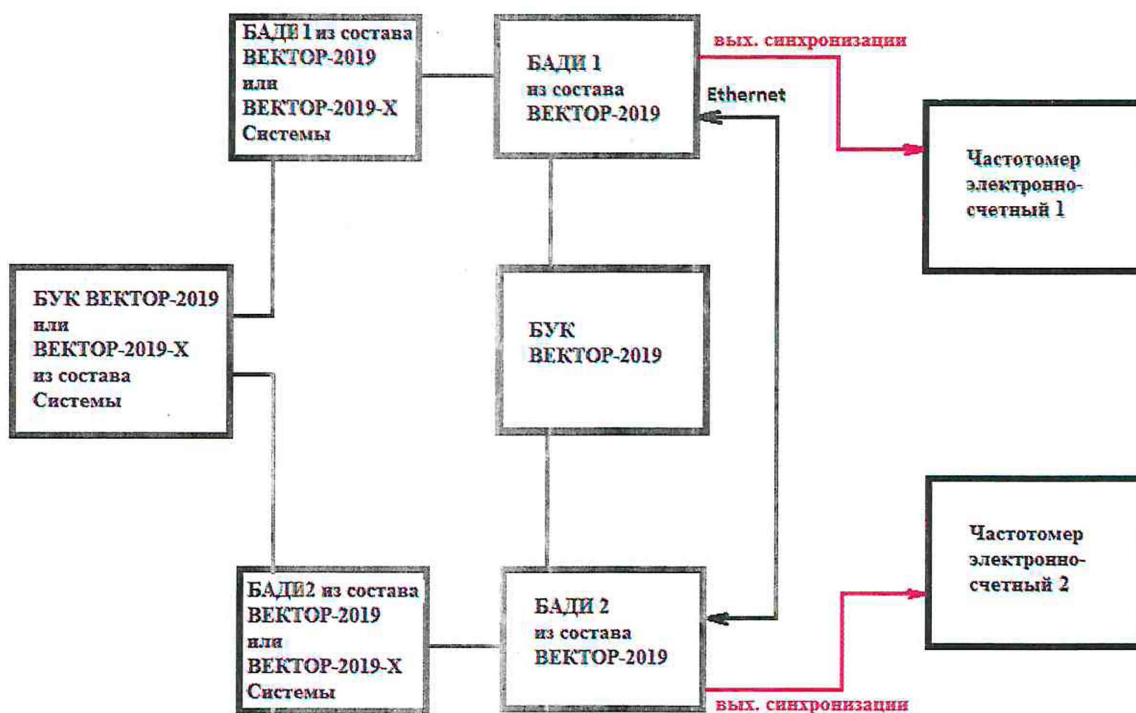 БАДИ 1 из состава
ВЕКТОР-2019
или
ВЕКТОР-2019-Х
Системы
БАДИ 1
из состава
ВЕКТОР-2019
вых. синхронизации
Ethernet
Частотомер
электронно-
счетный 1
БУК ВЕКТОР-2019
или
ВЕКТОР-2019-Х
из состава
Системы
БУК
ВЕКТОР-2019
Частотомер
электронно-
счетный 2
БАДИ2 из состава
ВЕКТОР-2019
или
ВЕКТОР-2019-Х
Системы
БАДИ 2
из состава
ВЕКТОР-2019
вых. синхронизации